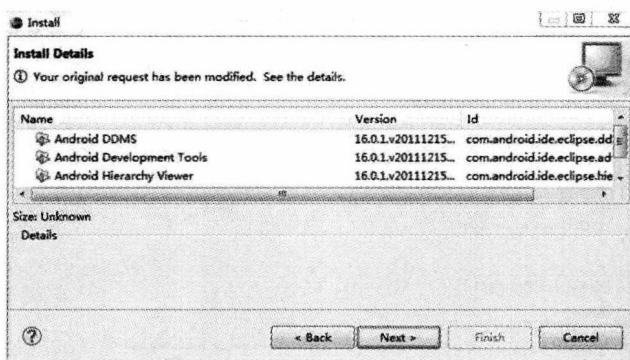 Install
Install Details
Your original request has been modified. See the details.
Name Version Id
Android DDMS 16.0.1.v20111215... com.android.ide.eclipse.dd
Android Development Tools 16.0.1.v20111215... com.android.ide.eclipse.ad
Android Hierarchy Viewer 16.0.1.v20111215... com.android.ide.eclipse.hie
Size: Unknown
Details
< Back Next > Finish Cancel